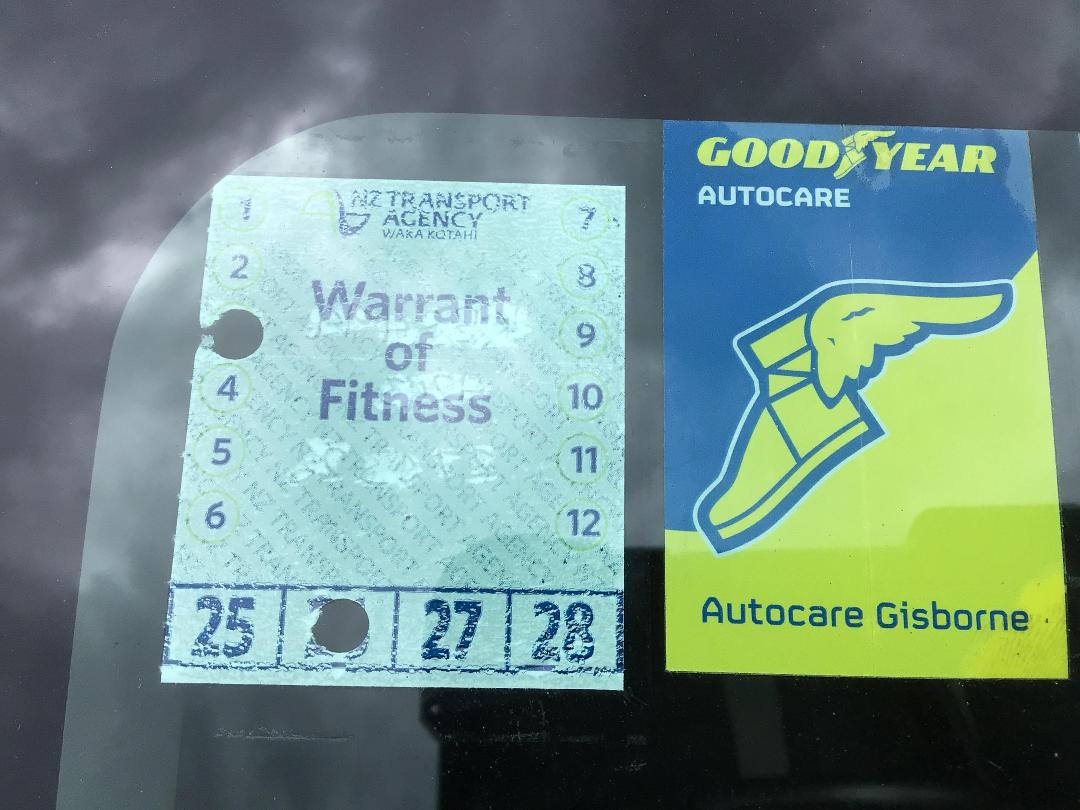 1
2
4
5
6
NZ TRANSPORT
AGENCY
WAKA KOTAHI
Warrant
of
Fitness
7
8
9
10
11
12
25 27 28
GOODYEAR
AUTOCARE
Autocare Gisborne